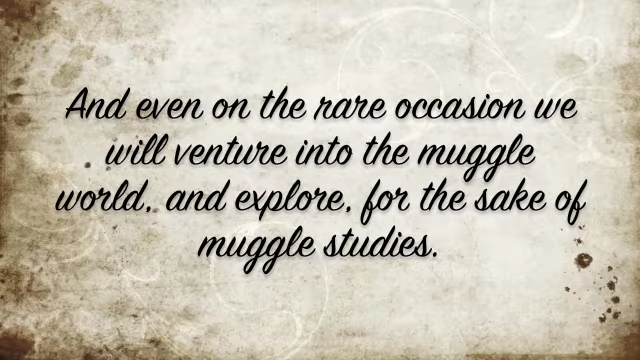 And even on the rare occasion we
will venture into the muggle
world, and explore, for the sake of
muggle studies.